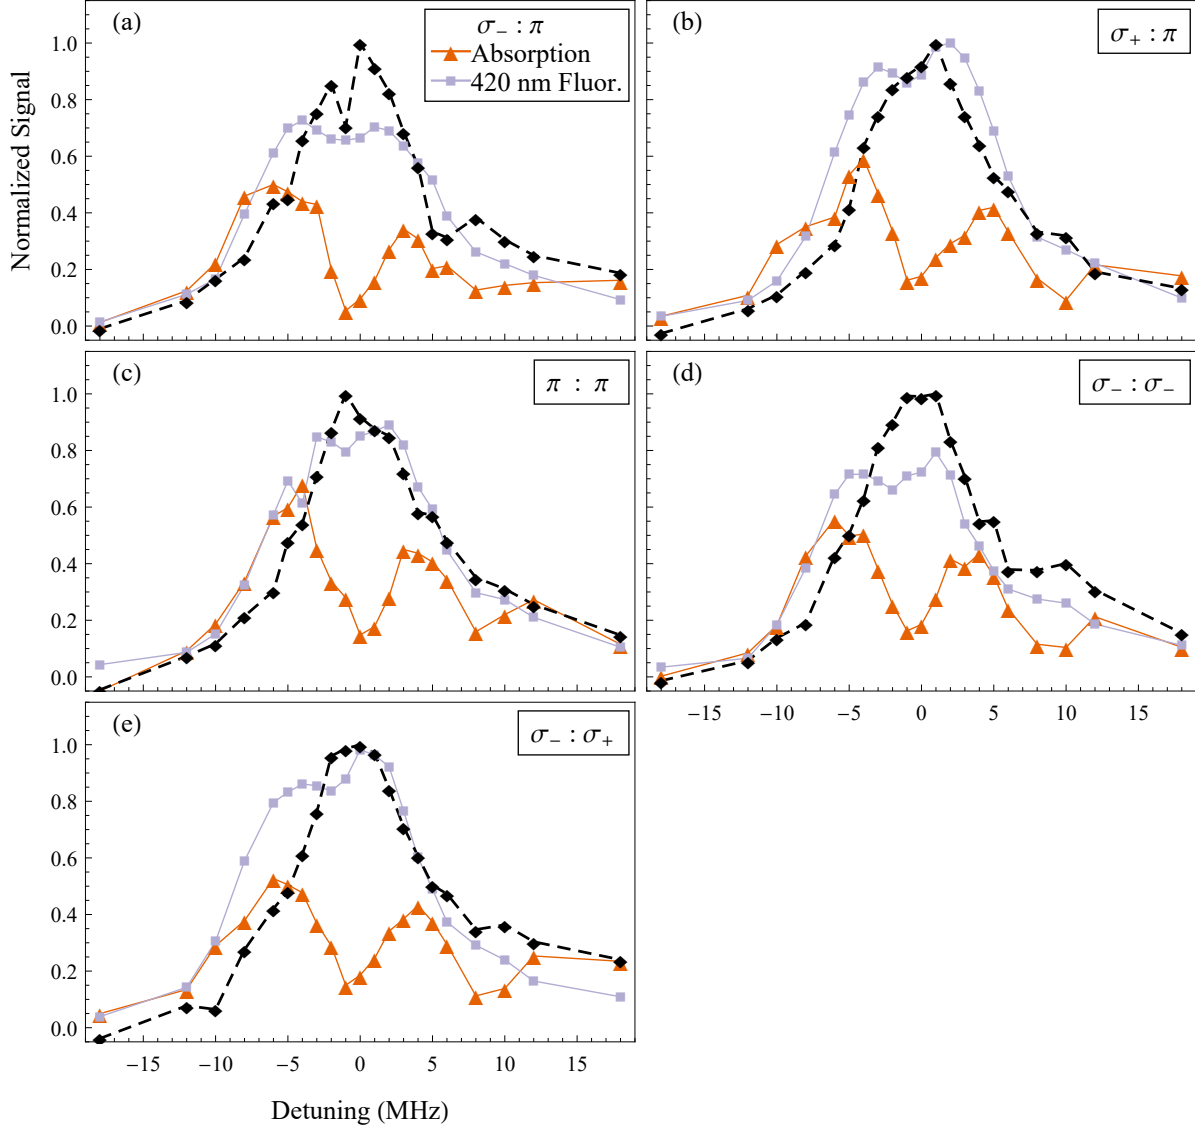 (a)
σ₋ : π
Absorption
420 nm Fluor.
(b)
σ₊ : π
1.0
0.8
0.6
0.4
0.2
0.0
Normalized Signal
(c)
π : π
(d)
σ₋ : σ₋
1.0
0.8
0.6
0.4
0.2
0.0
−15 −10 −5 0 5 10 15
(e)
σ₋ : σ₊
1.0
0.8
0.6
0.4
0.2
0.0
−15 −10 −5 0 5 10 15
Detuning (MHz)